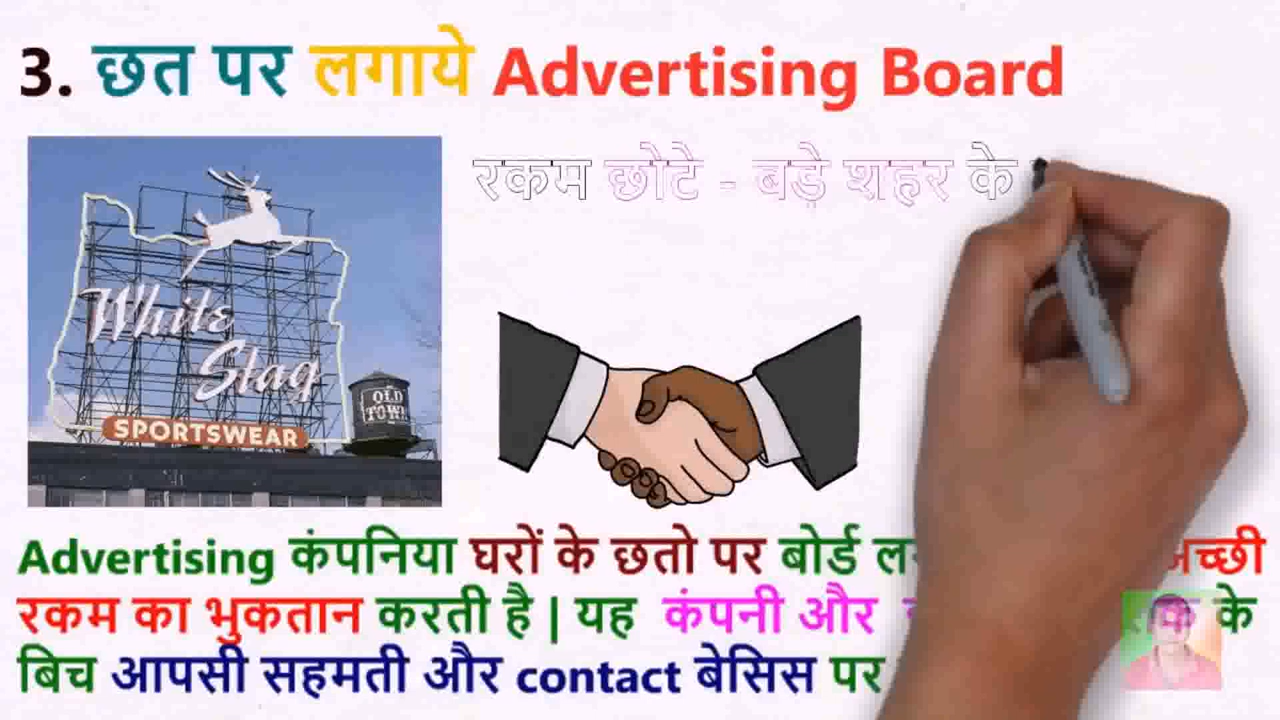 3. छत पर लगाये Advertising Board
रकम छोटे - बड़े शहर के
White
Stag
SPORTSWEAR
OLD
TOWN
Advertising कंपनिया घरों के छतो पर बोर्ड अच्छी
रकम का भुकतान करती है | यह कंपनी और के
बिच आपसी सहमती और contact बेसिस पर